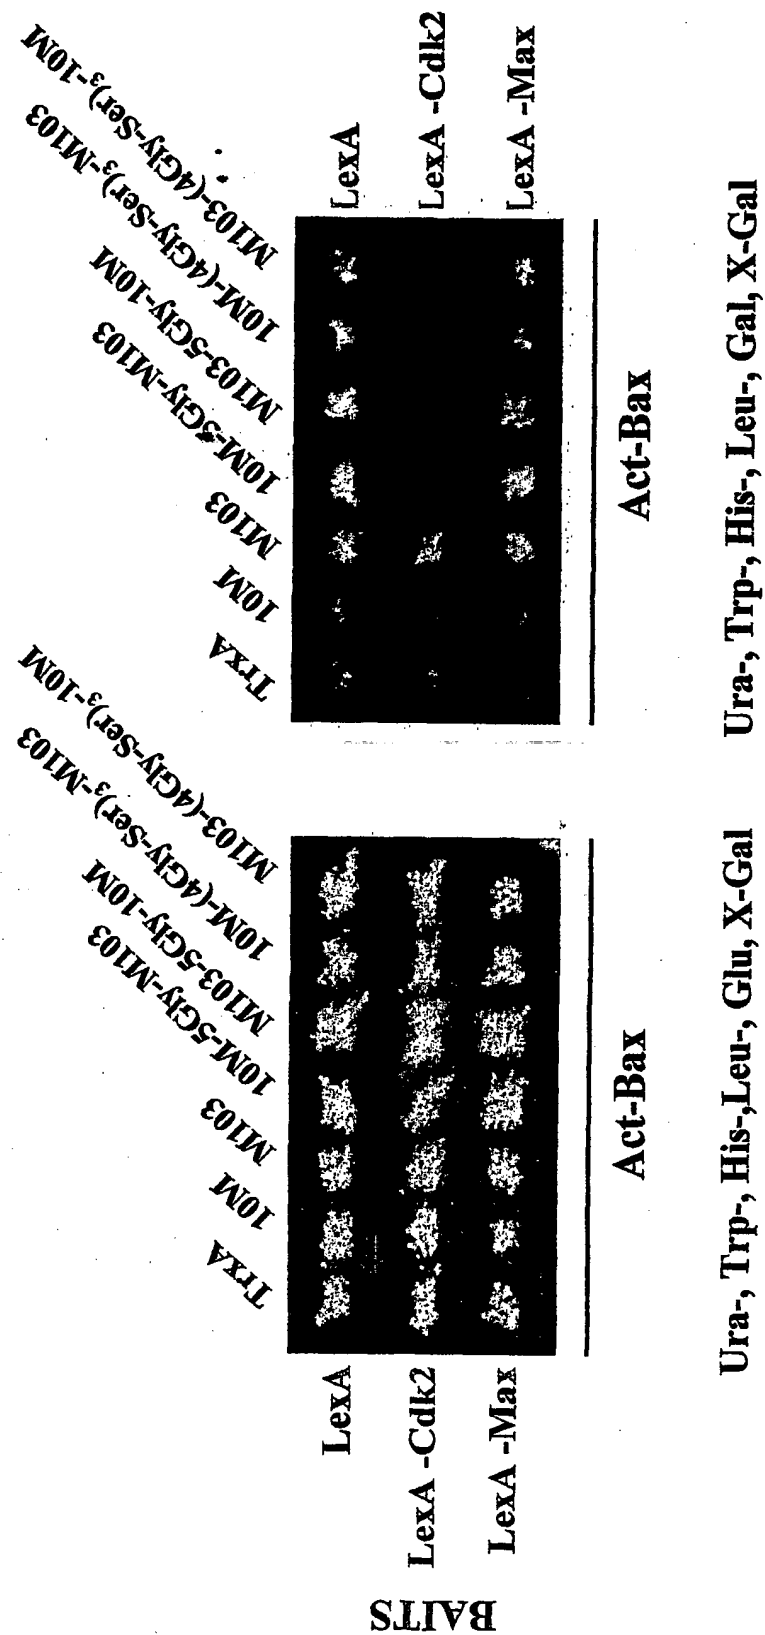 TrxA
10M
M103
10M-5Gly-M103
M103-5Gly-10M
10M-(4Gly-Ser)3-M103
M103-(4Gly-Ser)3-10M
BAITS
LexA
LexA -Cdk2
LexA -Max
Act-Bax
Ura-, Trp-, His-,Leu-, Glu, X-Gal
TrxA
10M
M103
10M-5Gly-M103
M103-5Gly-10M
10M-(4Gly-Ser)3-M103
M103-(4Gly-Ser)3-10M
LexA
LexA -Cdk2
LexA -Max
Act-Bax
Ura-, Trp-, His-, Leu-, Gal, X-Gal